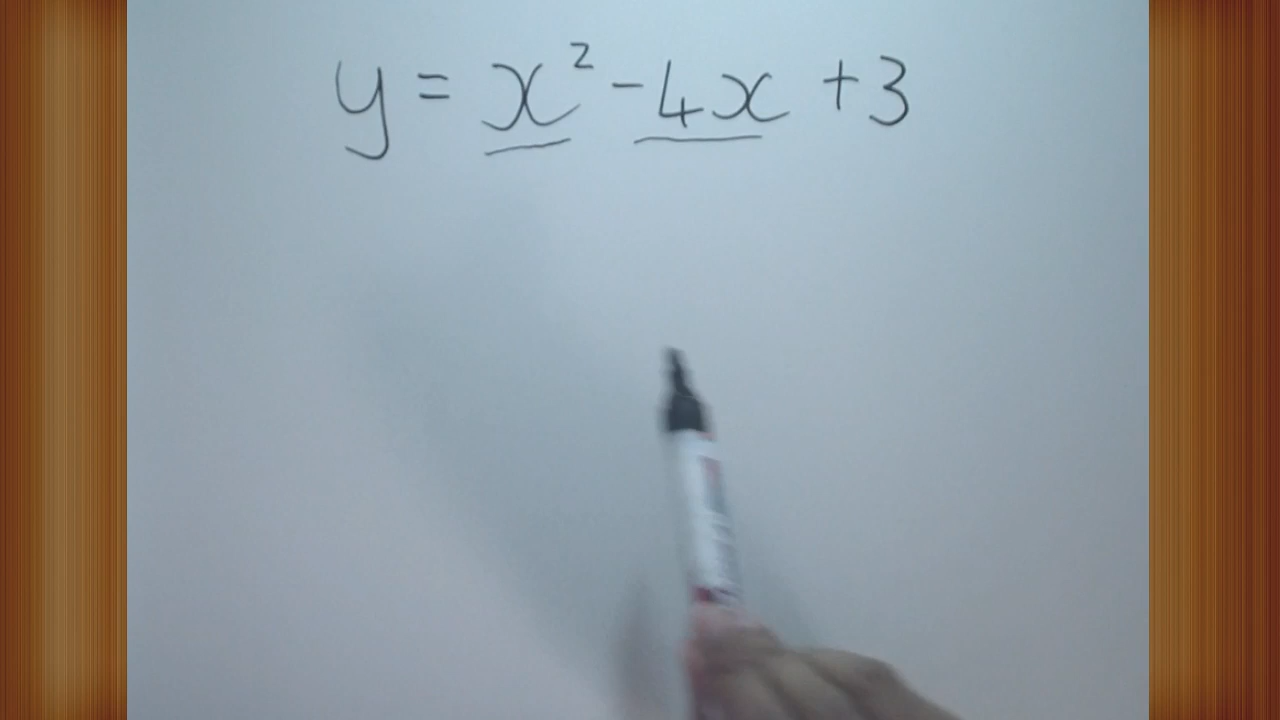 y = x² - 4x + 3